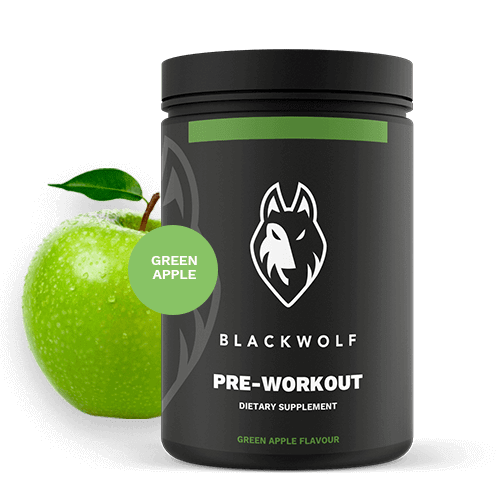 GREEN
APPLE
BLACKWOLF
PRE-WORKOUT
DIETARY SUPPLEMENT
GREEN APPLE FLAVOUR